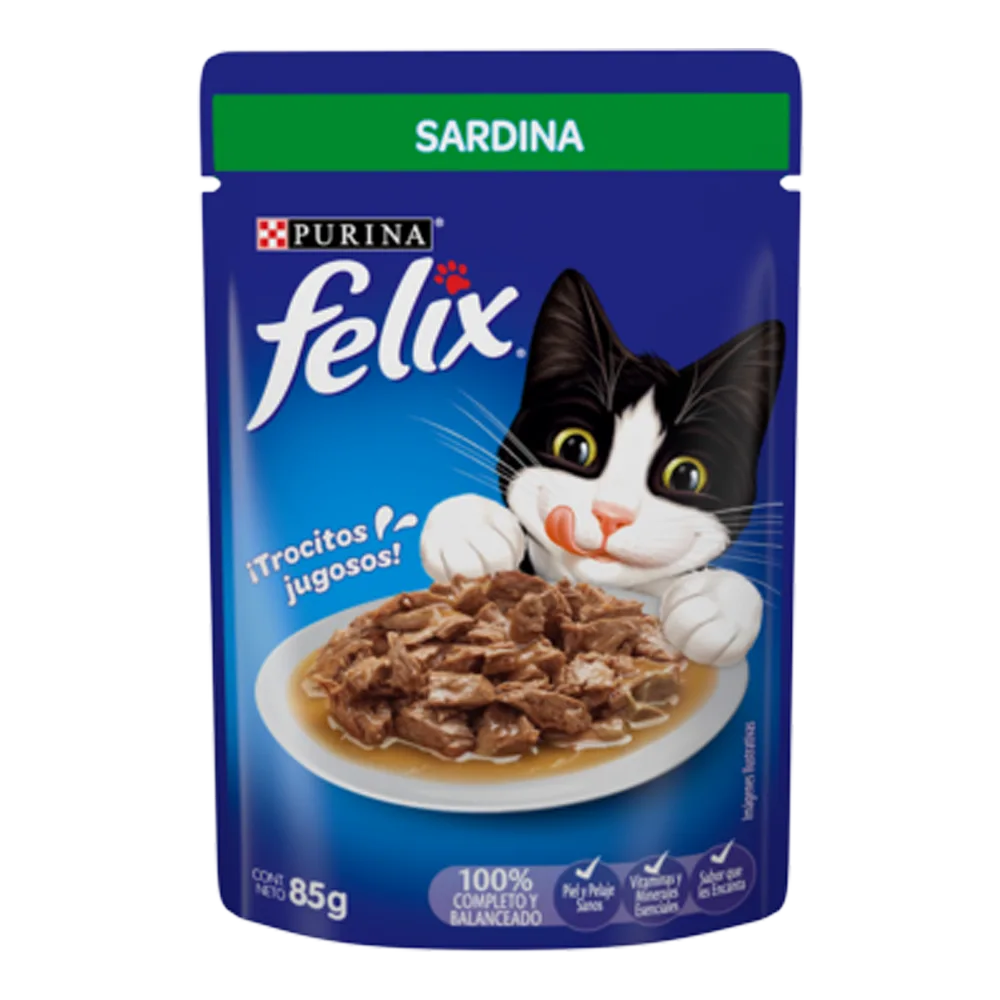 SARDINA
PURINA®
felix®
¡Trocitos
jugosos!
Imágenes Ilustrativas
CONT
NETO 85g
100%
COMPLETO Y
BALANCEADO
Piel y Pelaje
Sanos
Vitaminas y
Minerales
Esenciales
Sabor que
les Encanta